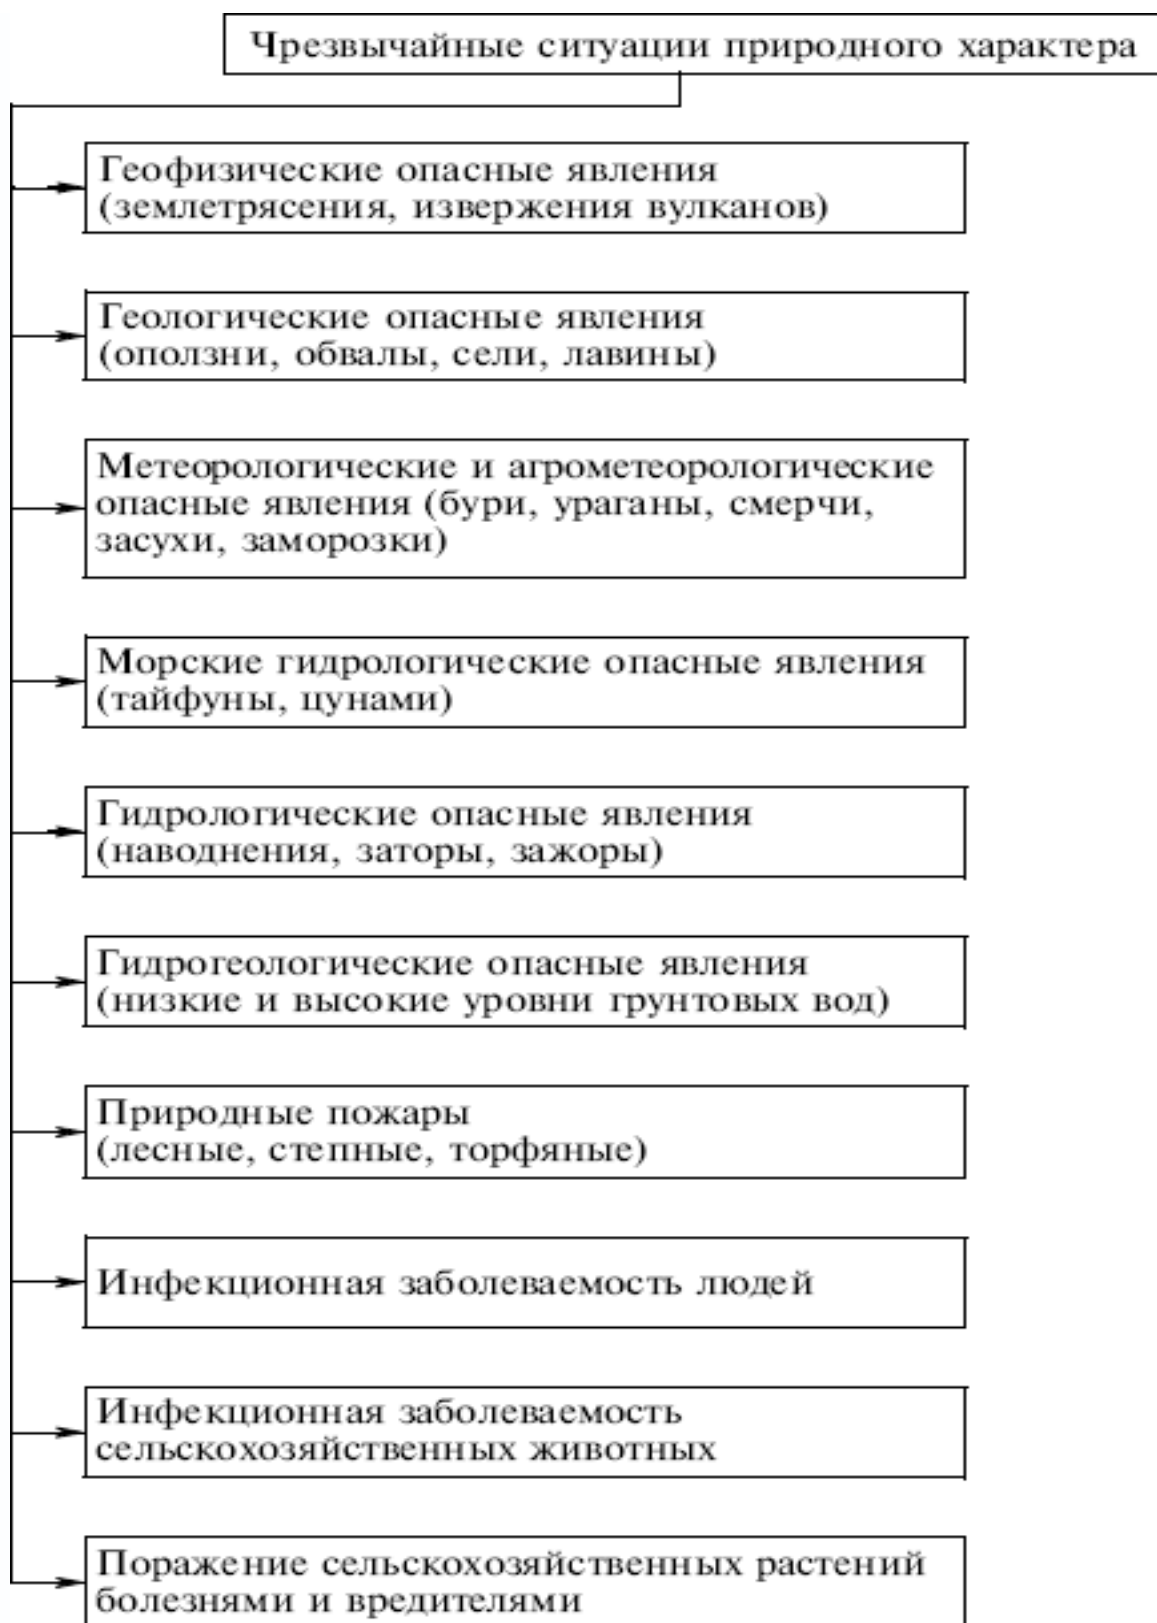 Чрезвычайные ситуации природного характера
Геофизические опасные явления
(землетрясения, извержения вулканов)
Геологические опасные явления
(оползни, обвалы, сели, лавины)
Метеорологические и агрометеорологические
опасные явления (бури, ураганы, смерчи,
засухи, заморозки)
Морские гидрологические опасные явления
(тайфуны, цунами)
Гидрологические опасные явления
(наводнения, заторы, зажоры)
Гидрогеологические опасные явления
(низкие и высокие уровни грунтовых вод)
Природные пожары
(лесные, степные, торфяные)
Инфекционная заболеваемость людей
Инфекционная заболеваемость
сельскохозяйственных животных
Поражение сельскохозяйственных растений
болезнями и вредителями